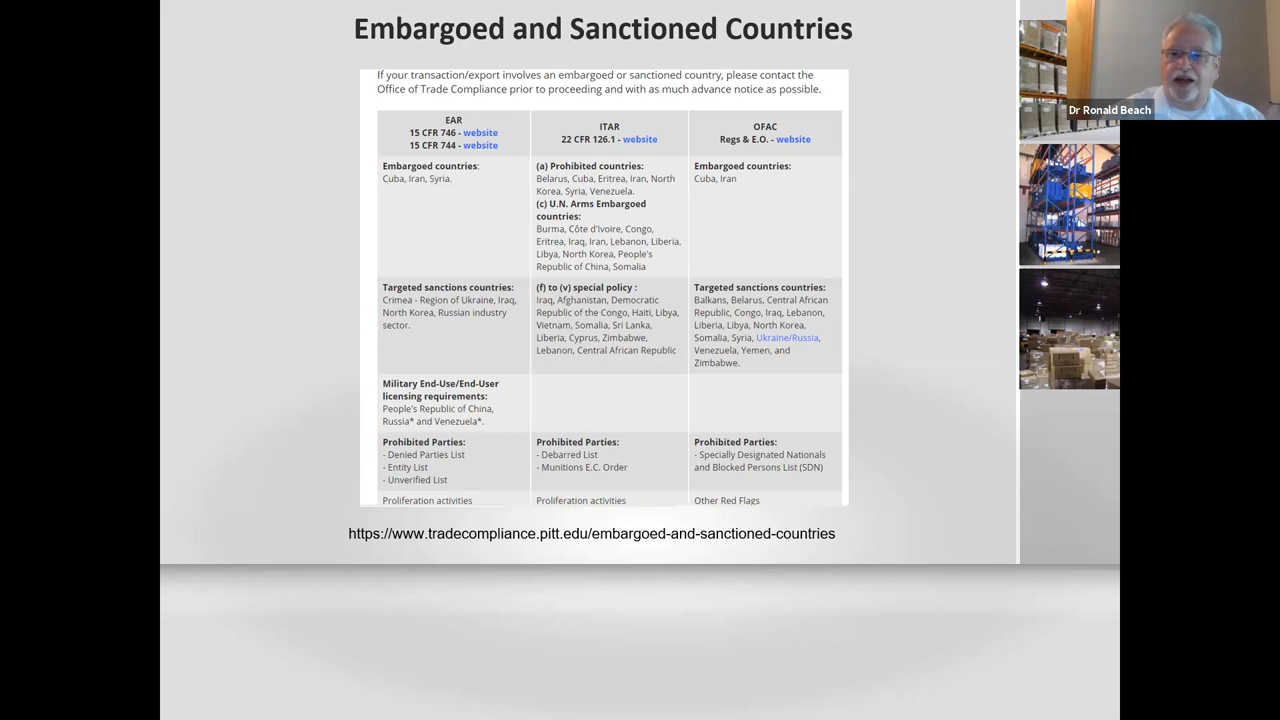 Embargoed and Sanctioned Countries
If your transaction/export involves an embargoed or sanctioned country, please contact the
Office of Trade Compliance prior to proceeding and with as much advance notice as possible.
EAR
15 CFR 746 - website
15 CFR 744 - website
ITAR
22 CFR 126.1 - website
OFAC
Regs & E.O. - website
Embargoed countries:
Cuba, Iran, Syria.
(a) Prohibited countries:
Belarus, Cuba, Eritrea, Iran, North
Korea, Syria, Venezuela.
(c) U.N. Arms Embargoed
countries:
Burma, Côte d'Ivoire, Congo,
Eritrea, Iraq, Iran, Lebanon, Liberia,
Libya, North Korea, People's
Republic of China, Somalia
Embargoed countries:
Cuba, Iran
Targeted sanctions countries:
Crimea - Region of Ukraine, Iraq,
North Korea, Russian industry
sector.
(f) to (v) special policy :
Iraq, Afghanistan, Democratic
Republic of the Congo, Haiti, Libya,
Vietnam, Somalia, Sri Lanka,
Liberia, Cyprus, Zimbabwe,
Lebanon, Central African Republic
Targeted sanctions countries:
Balkans, Belarus, Central African
Republic, Congo, Iraq, Lebanon,
Liberia, Libya, North Korea,
Somalia, Syria, Ukraine/Russia,
Venezuela, Yemen, and
Zimbabwe.
Military End-Use/End-User
licensing requirements:
People's Republic of China,
Russia* and Venezuela*.
Prohibited Parties:
- Denied Parties List
- Entity List
- Unverified List
Prohibited Parties:
- Debarred List
- Munitions E.C. Order
Prohibited Parties:
- Specially Designated Nationals
and Blocked Persons List (SDN)
Proliferation activities
Proliferation activities
Other Red Flags
https://www.tradecompliance.pitt.edu/embargoed-and-sanctioned-countries
Dr Ronald Beach